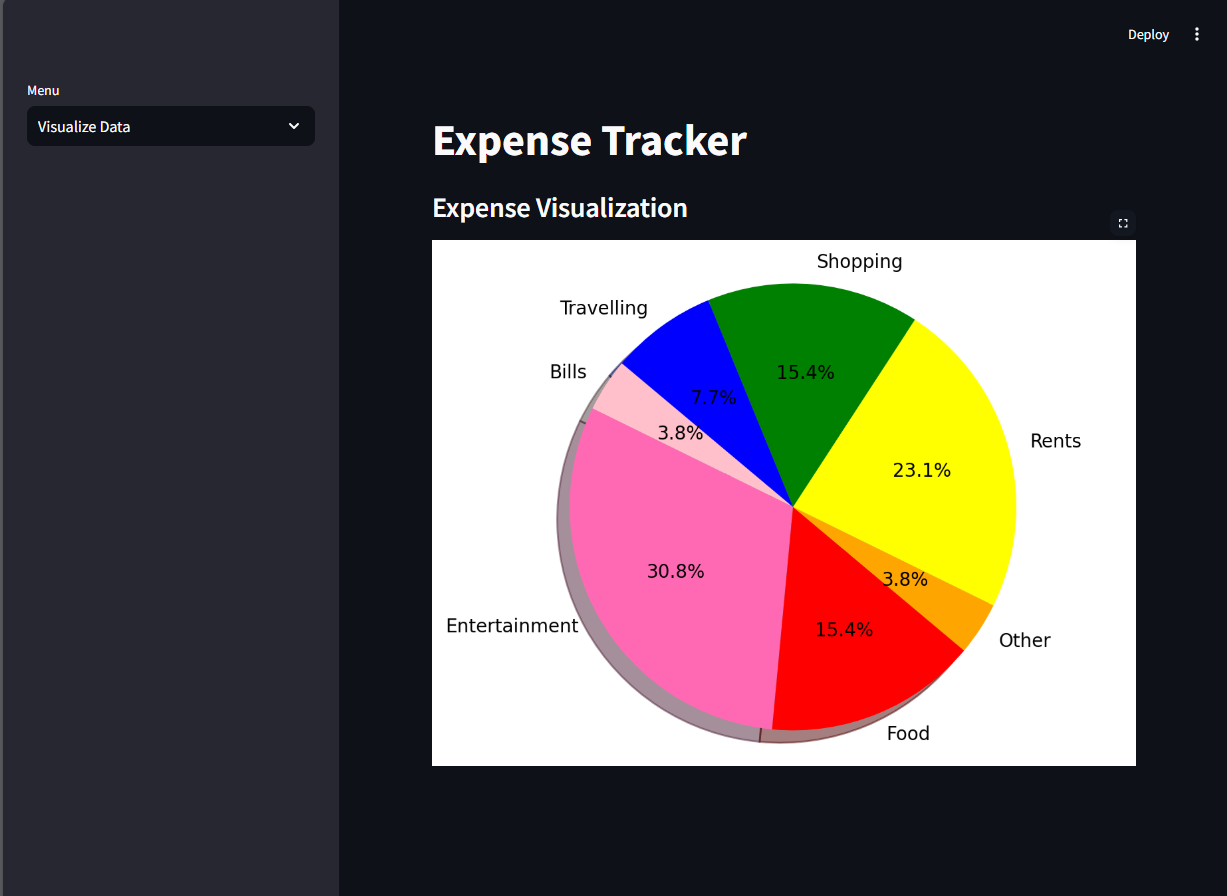 Deploy
Menu
Visualize Data
Expense Tracker
Expense Visualization
Shopping
Travelling
Bills
15.4%
7.7%
3.8%
Rents
23.1%
30.8%
3.8%
Entertainment
15.4%
Other
Food